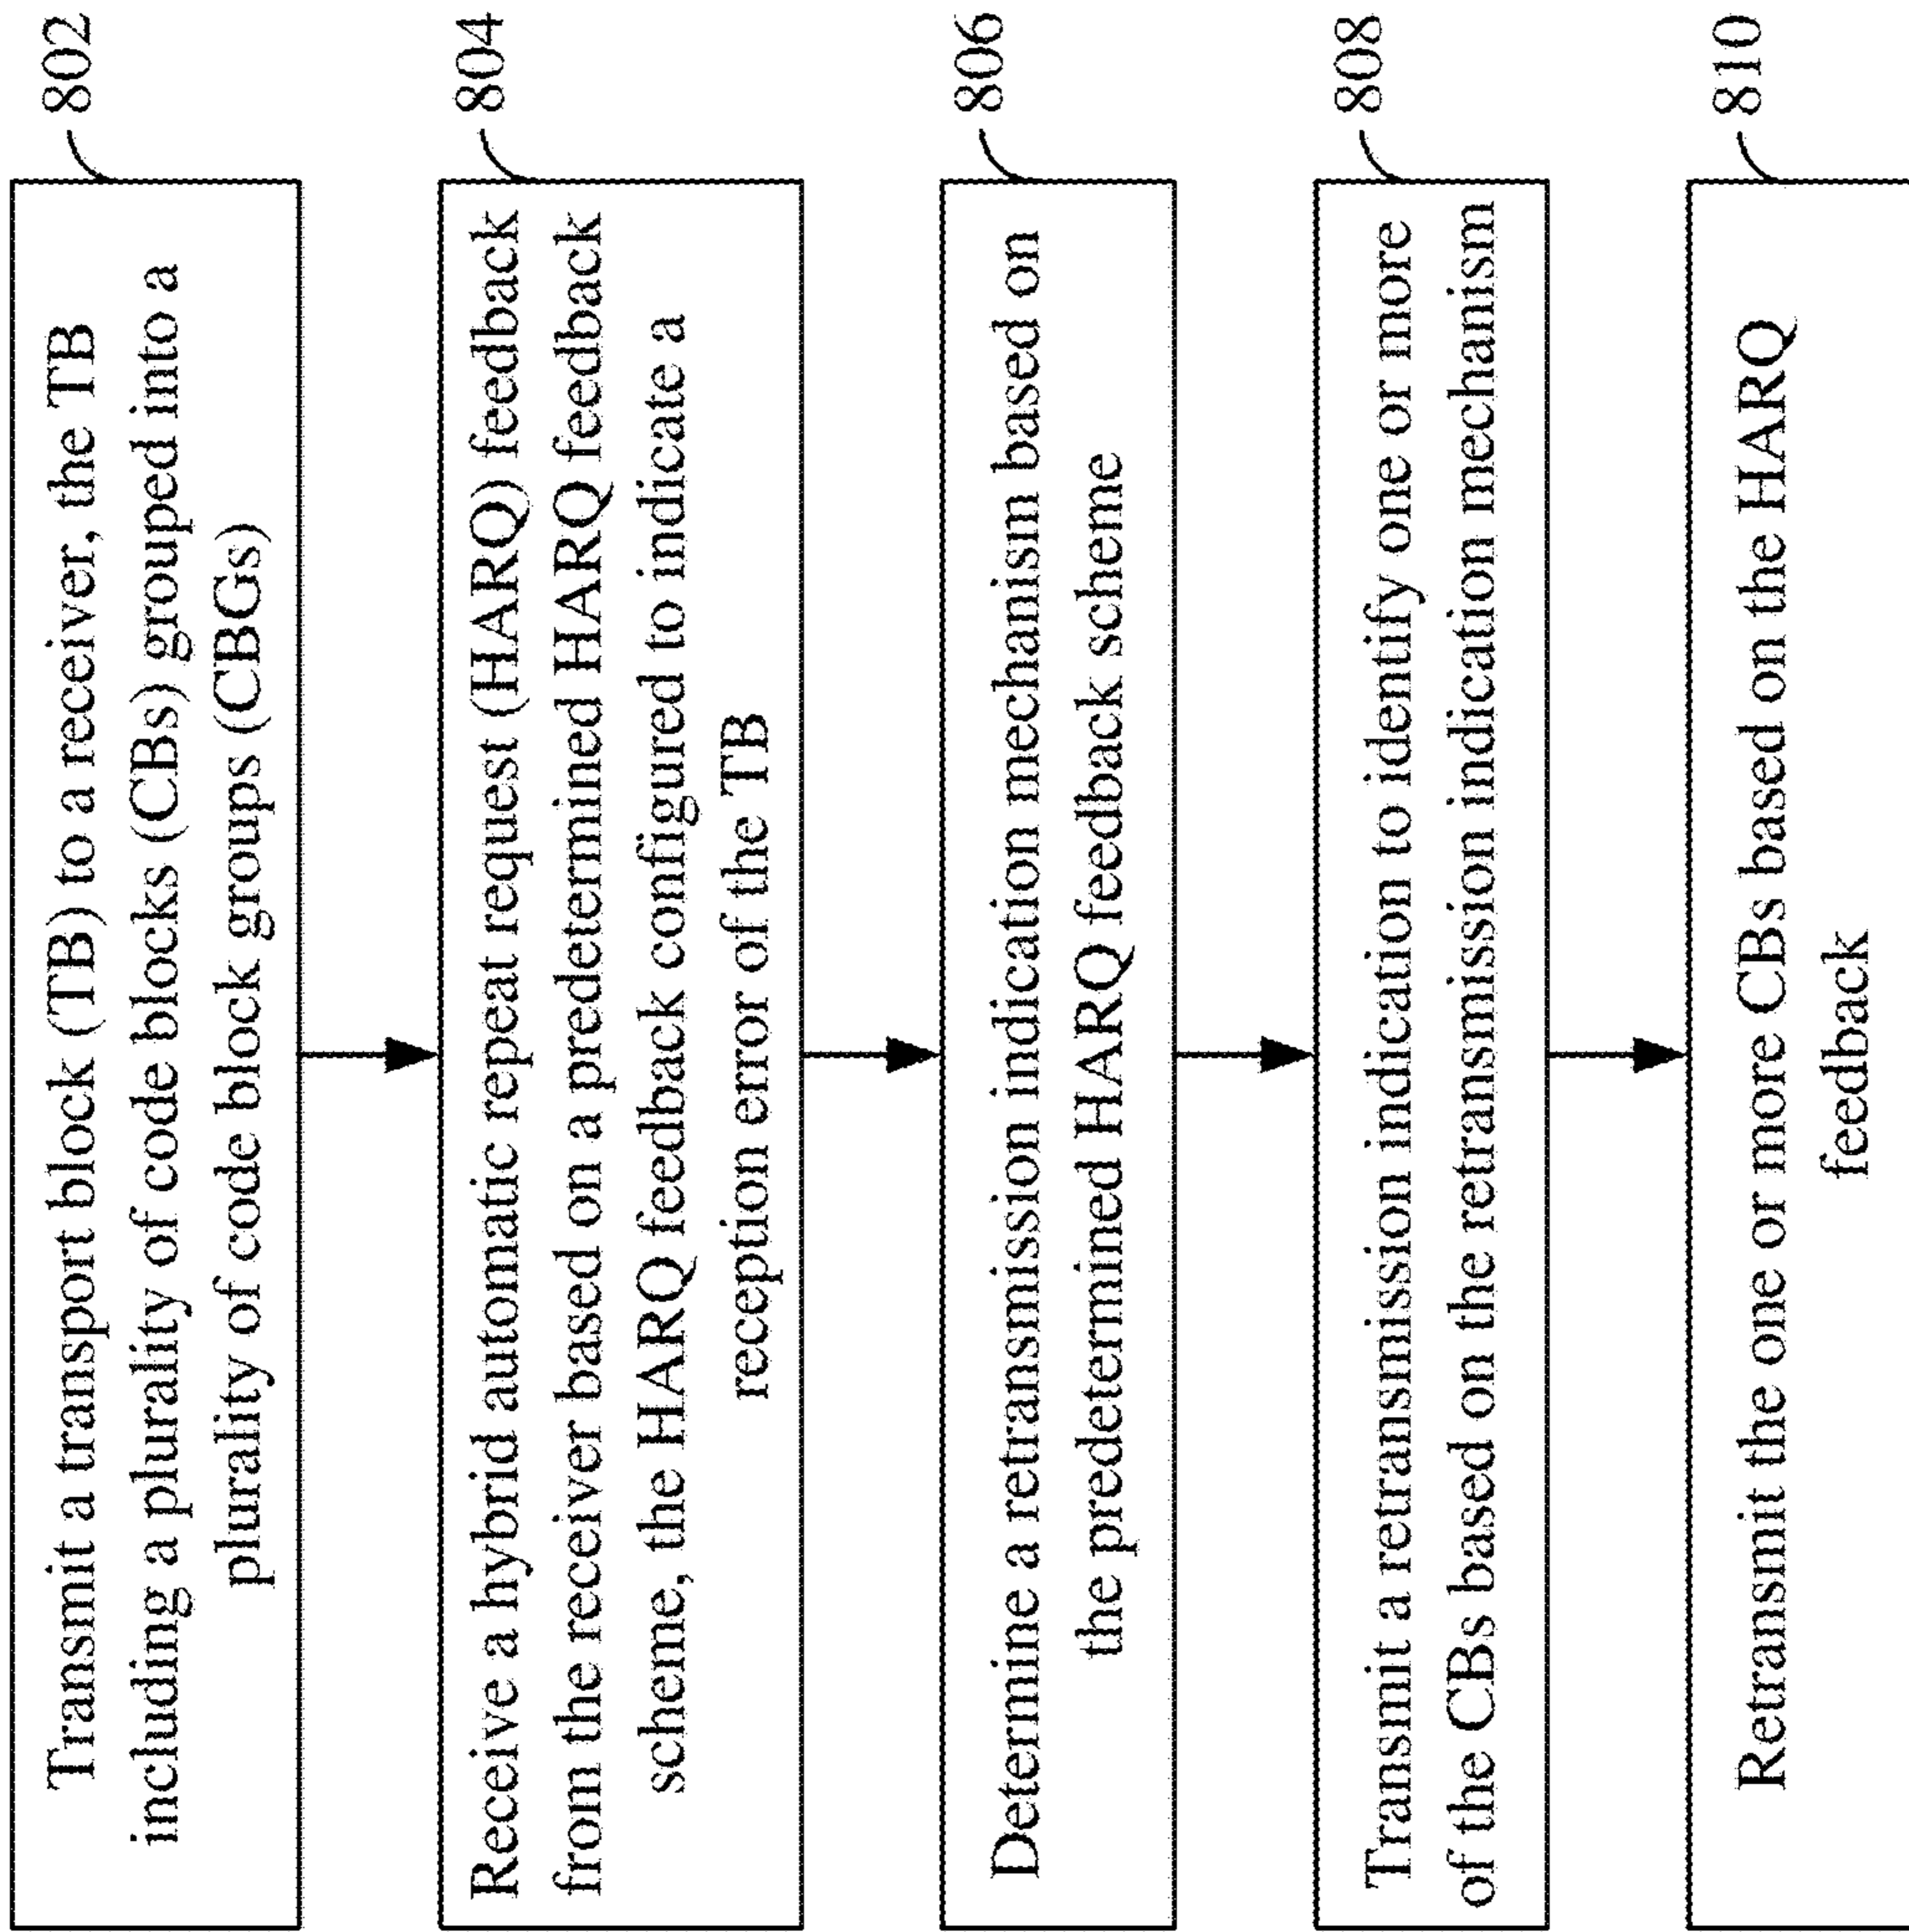 802
Transmit a transport block (TB) to a receiver, the TB
including a plurality of code blocks (CBs) grouped into a
plurality of code block groups (CBGs)
804
Receive a hybrid automatic repeat request (HARQ) feedback
from the receiver based on a predetermined HARQ feedback
scheme, the HARQ feedback configured to indicate a
reception error of the TB
806
Determine a retransmission indication mechanism based on
the predetermined HARQ feedback scheme
808
Transmit a retransmission indication to identify one or more
of the CBs based on the retransmission indication mechanism
810
Retransmit the one or more CBs based on the HARQ
feedback